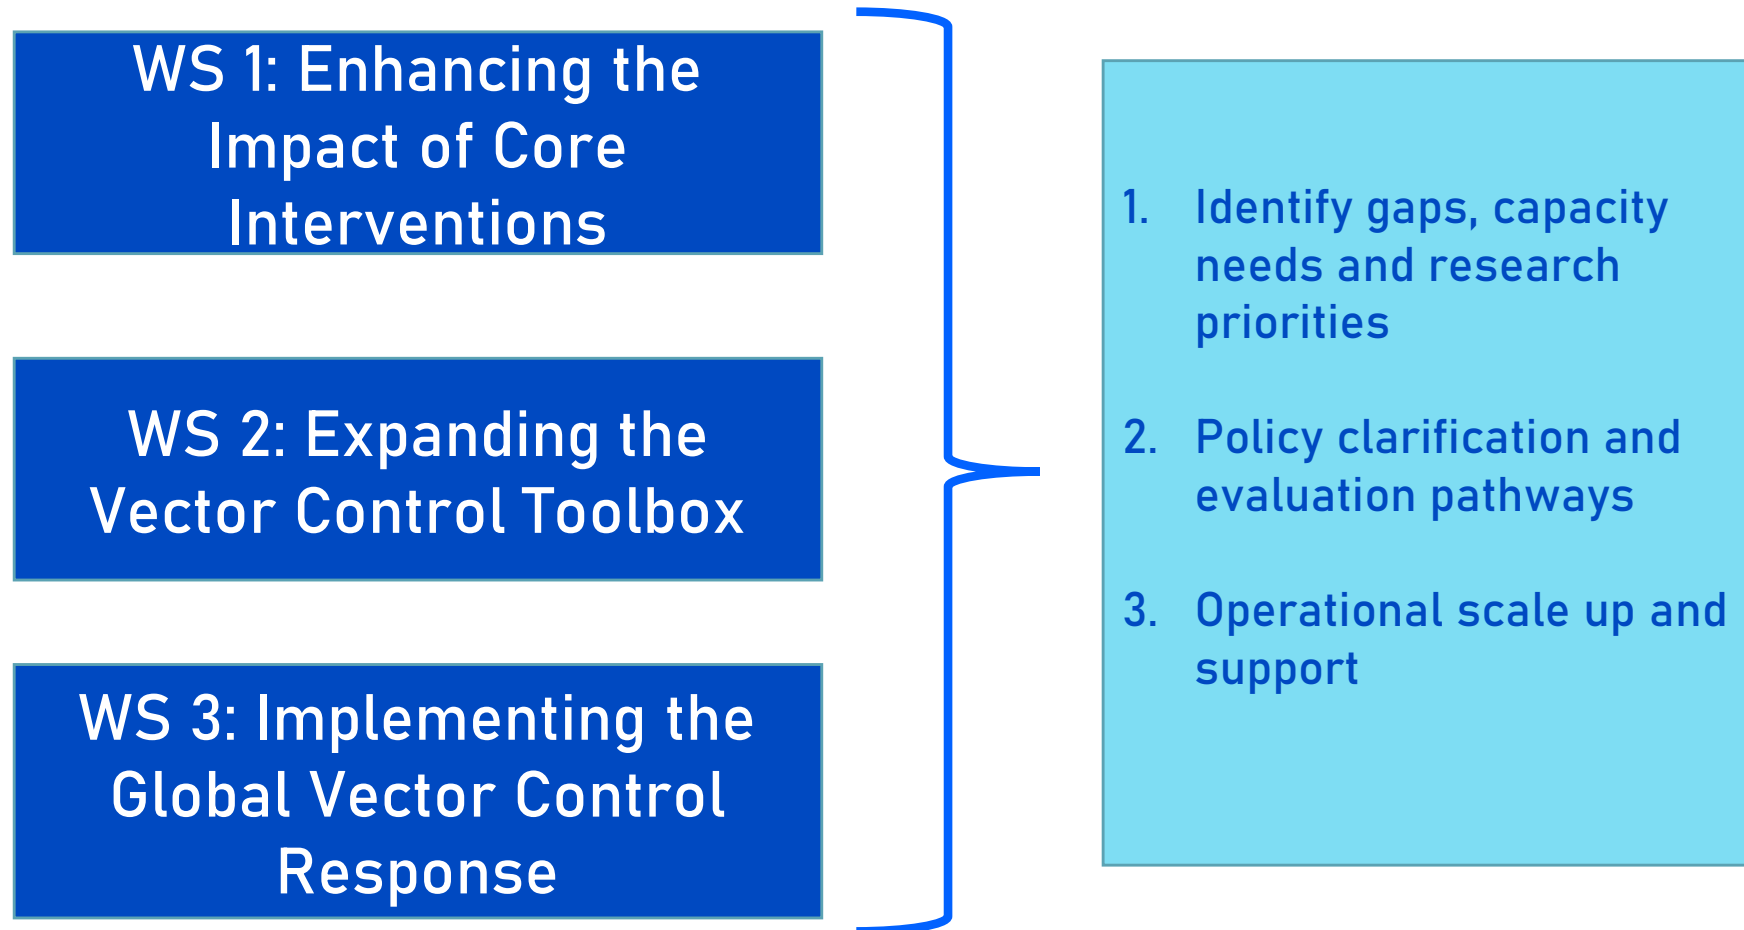 WS 1: Enhancing the
Impact of Core
Interventions
WS 2: Expanding the
Vector Control Toolbox
WS 3: Implementing the
Global Vector Control
Response
1. Identify gaps, capacity
needs and research
priorities
2. Policy clarification and
evaluation pathways
3. Operational scale up and
support